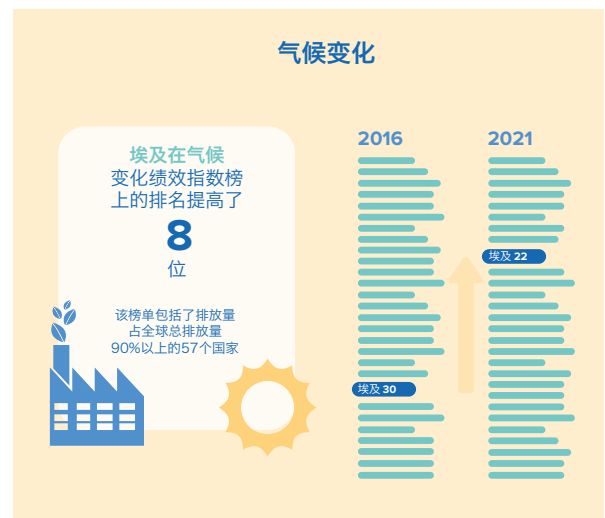 气候变化
埃及在气候
变化绩效指数榜
上的排名提高了
8
位
该榜单包括了排放量
占全球总排放量
90%以上的57个国家
2016
埃及 30
2021
埃及 22